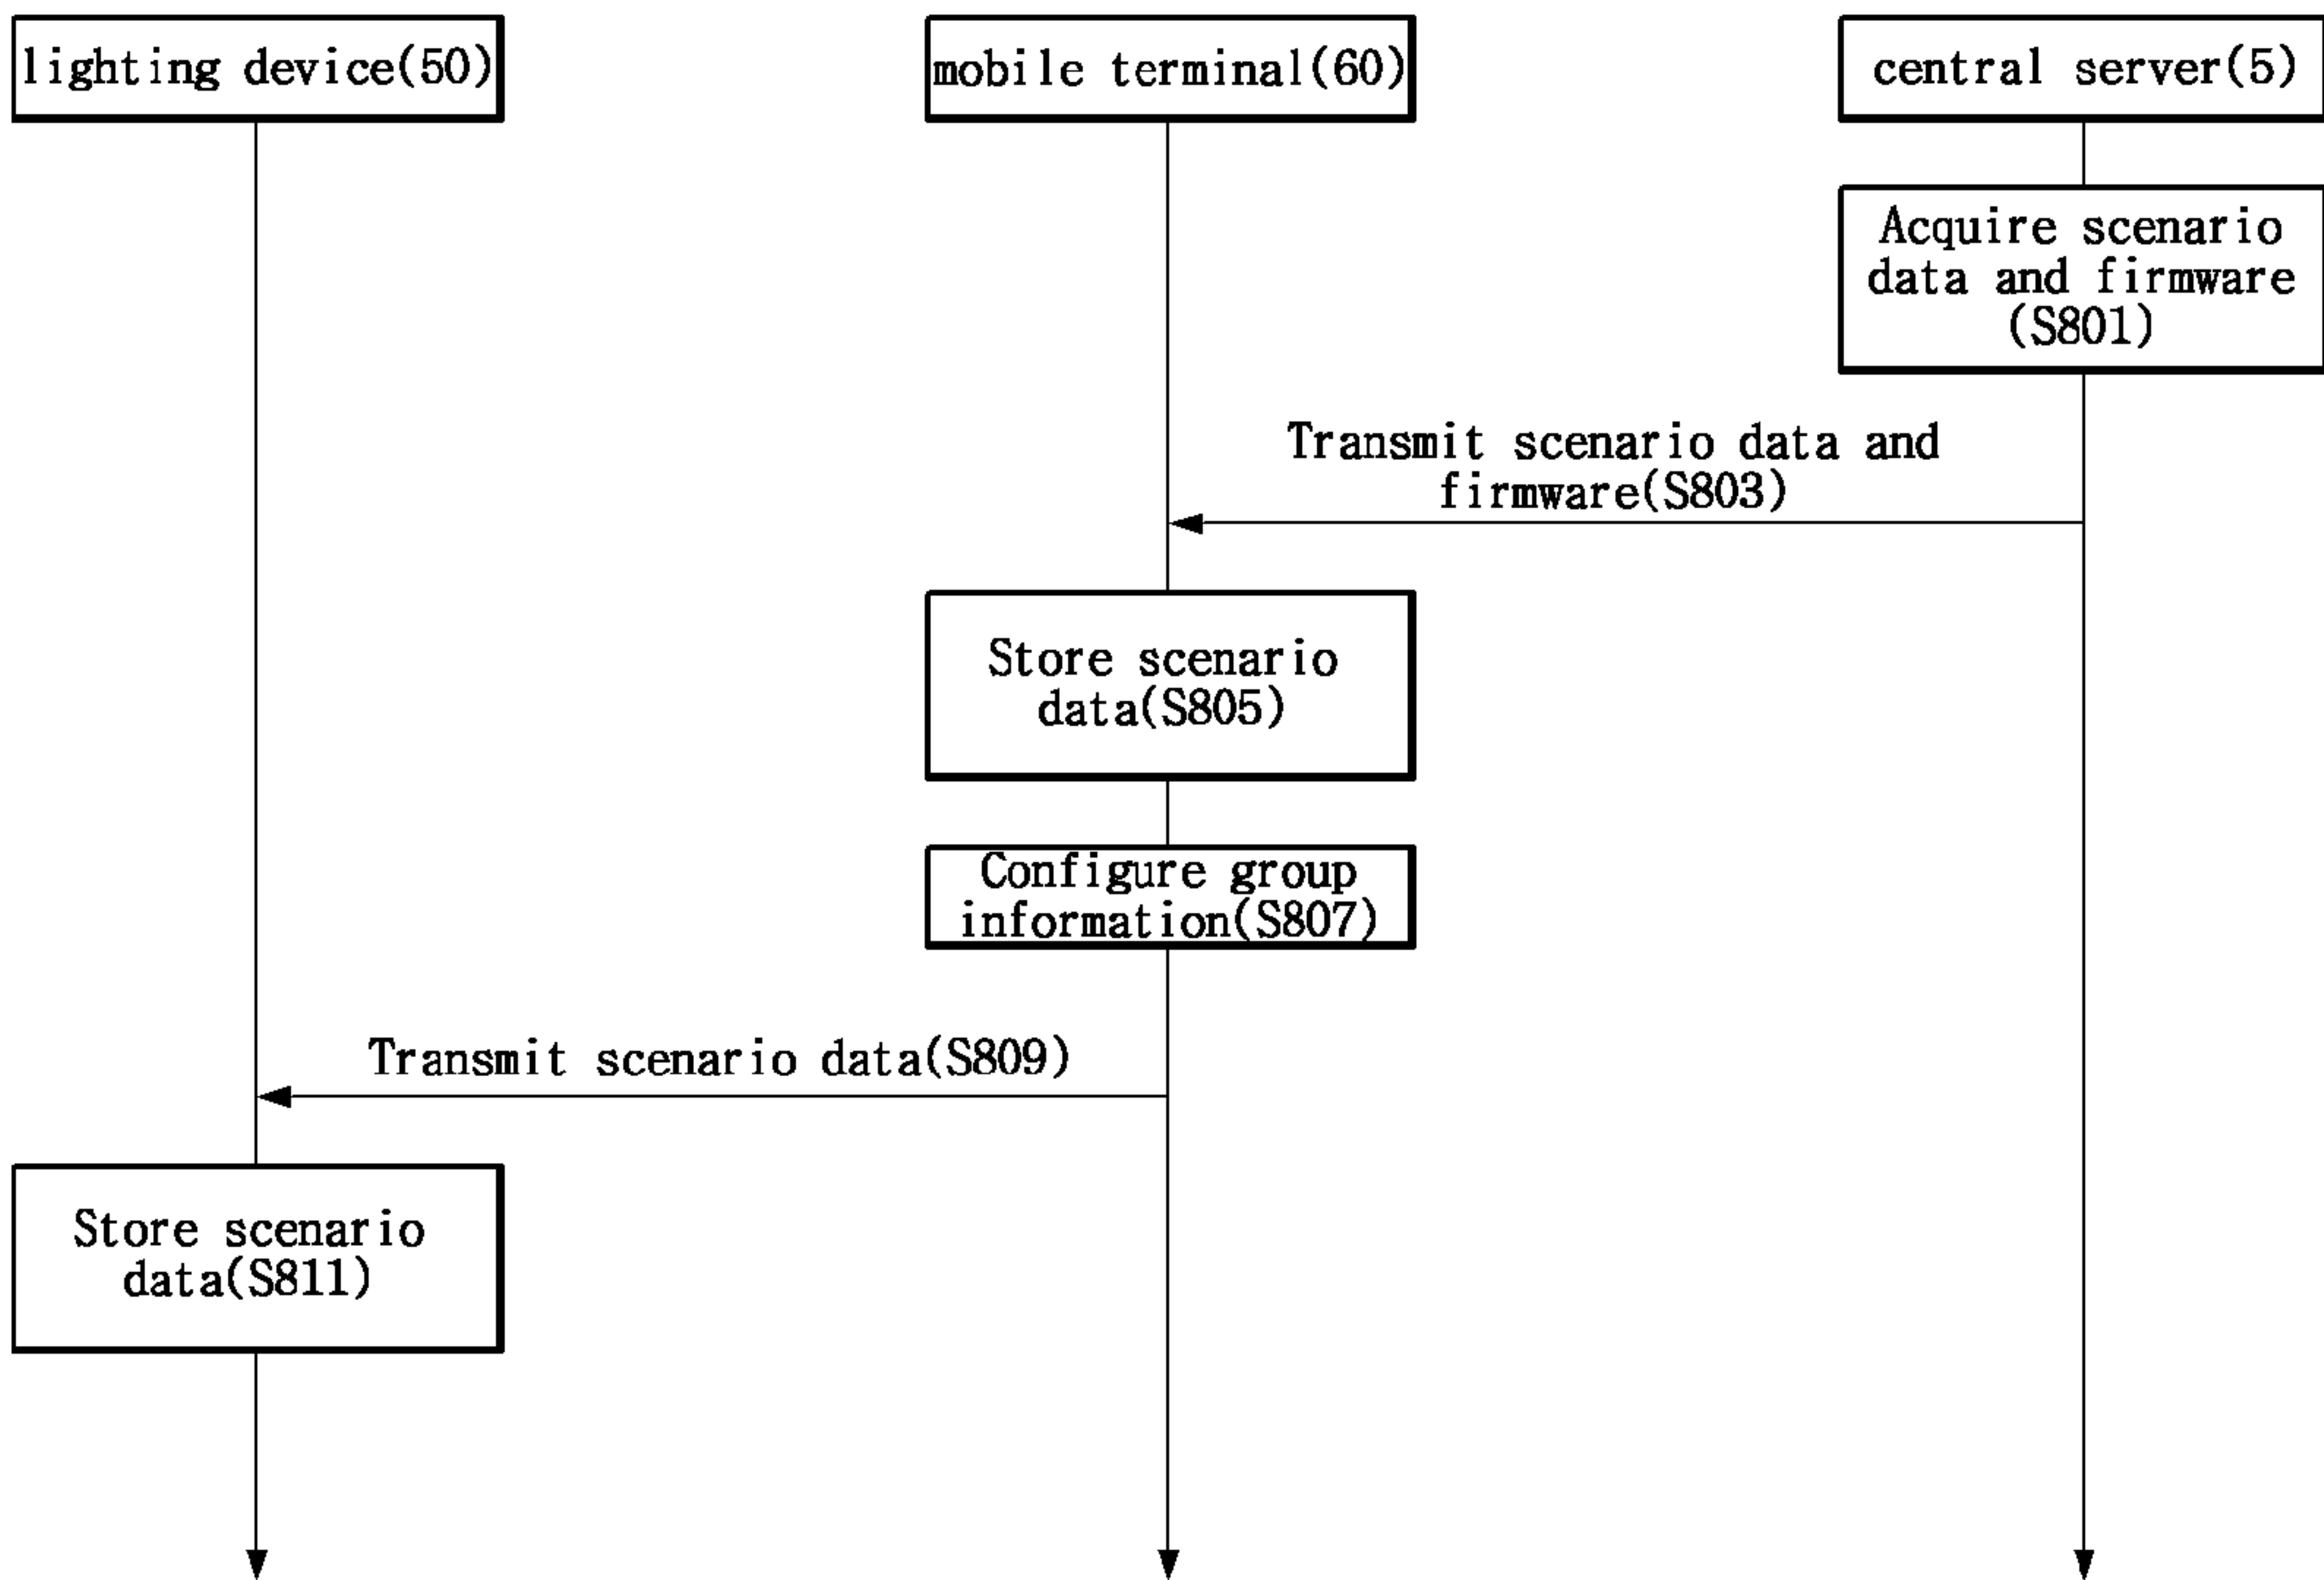 lighting device(50)
mobile terminal(60)
central server(5)
Acquire scenario
data and firmware
(S801)
Transmit scenario data and
firmware(S803)
Store scenario
data(S805)
Configure group
information(S807)
Transmit scenario data(S809)
Store scenario
data(S811)